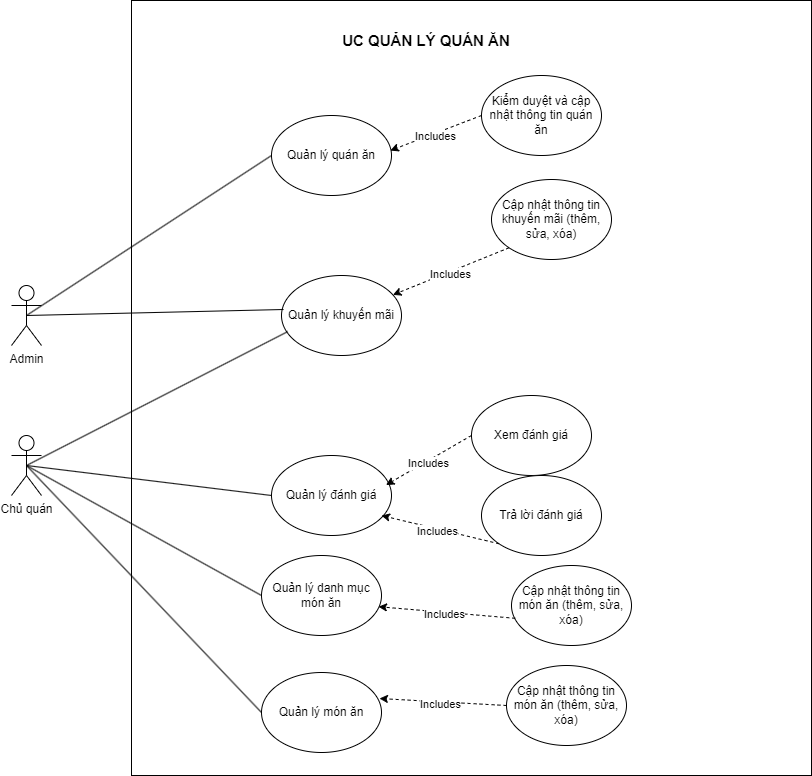 UC QUẢN LÝ QUÁN ĂN
Kiểm duyệt và cập
nhật thông tin quán
ăn
Includes
Quản lý quán ăn
Cập nhật thông tin
khuyến mãi (thêm,
sửa, xóa)
Includes
Quản lý khuyến mãi
Admin
Xem đánh giá
Includes
Quản lý đánh giá
Chủ quán
Trả lời đánh giá
Includes
Quản lý danh mục
món ăn
Cập nhật thông tin
món ăn (thêm, sửa,
xóa)
Includes
Cập nhật thông tin
món ăn (thêm, sửa,
xóa)
Includes
Quản lý món ăn